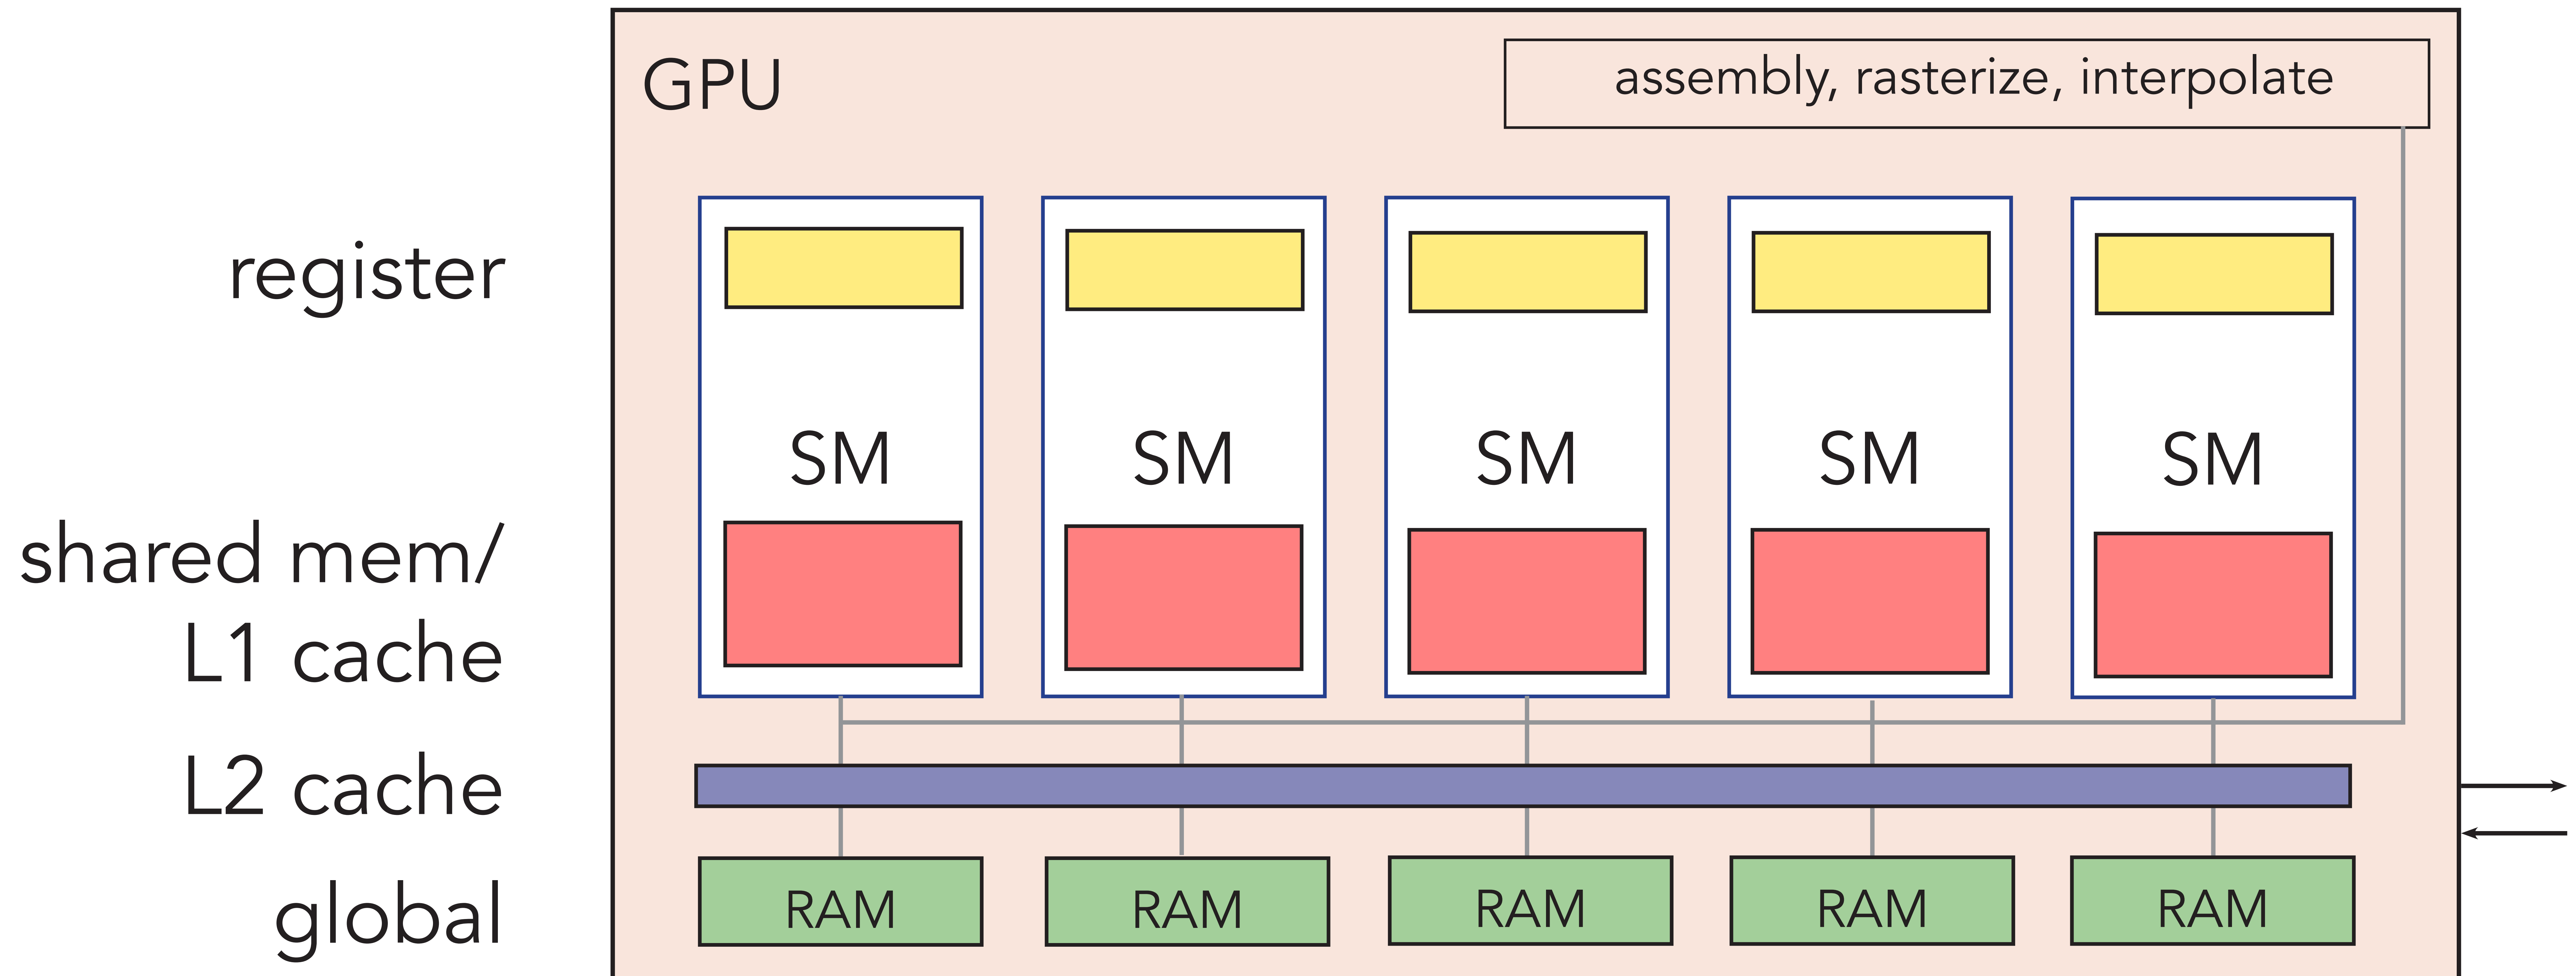 GPU
assembly, rasterize, interpolate
register
SM
SM
SM
SM
SM
shared mem/
L1 cache
L2 cache
global
RAM
RAM
RAM
RAM
RAM